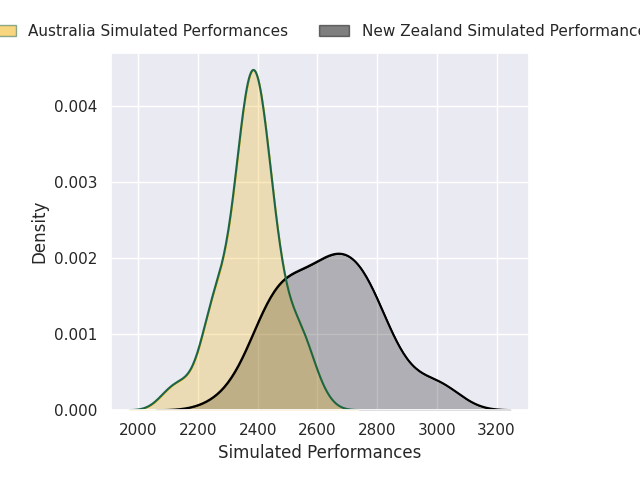 Australia Simulated Performances
New Zealand Simulated Performance
0.004
0.003
0.002
0.001
0.000
Density
2000 2200 2400 2600 2800 3000 3200
Simulated Performances